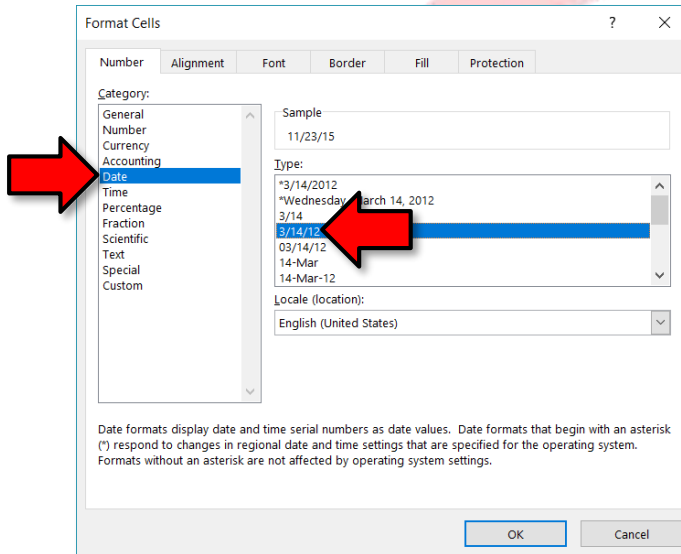 Format Cells
?
X
Number Alignment Font Border Fill Protection
Category:
General
Number
Currency
Accounting
Date
Time
Percentage
Fraction
Scientific
Text
Special
Custom
Sample
11/23/15
Type:
*3/14/2012
*Wednesday, March 14, 2012
3/14
3/14/12
03/14/12
14-Mar
14-Mar-12
Locale (location):
English (United States)
Date formats display date and time serial numbers as date values. Date formats that begin with an asterisk
(*) respond to changes in regional date and time settings that are specified for the operating system.
Formats without an asterisk are not affected by operating system settings.
OK Cancel